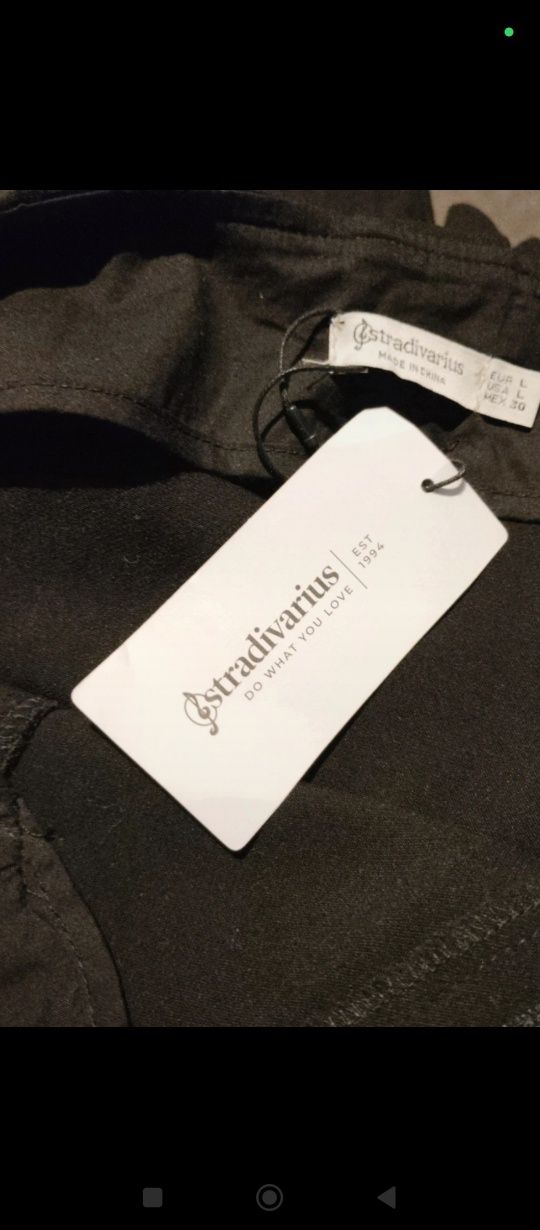 stradivarius
MADE IN CHINA
EUR L
USA L
MEX 30
stradivarius
DO WHAT YOU LOVE
EST
1994